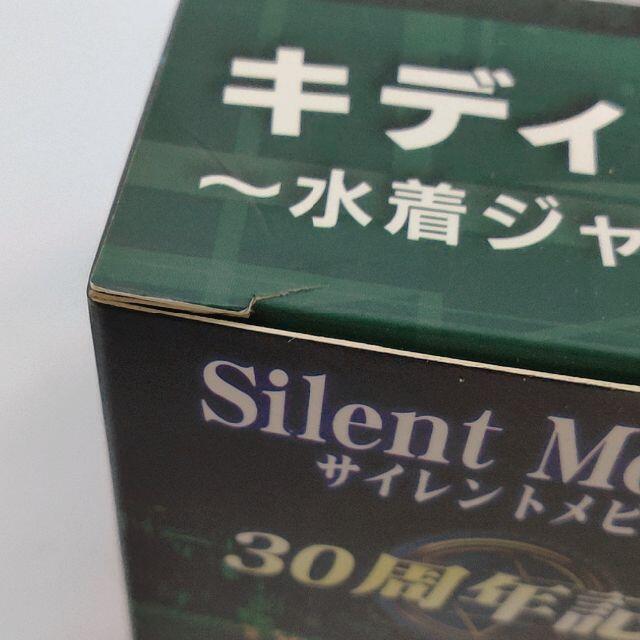 キディ
～水着ジャ
Silent Mö
サイレントメビ
30周年記